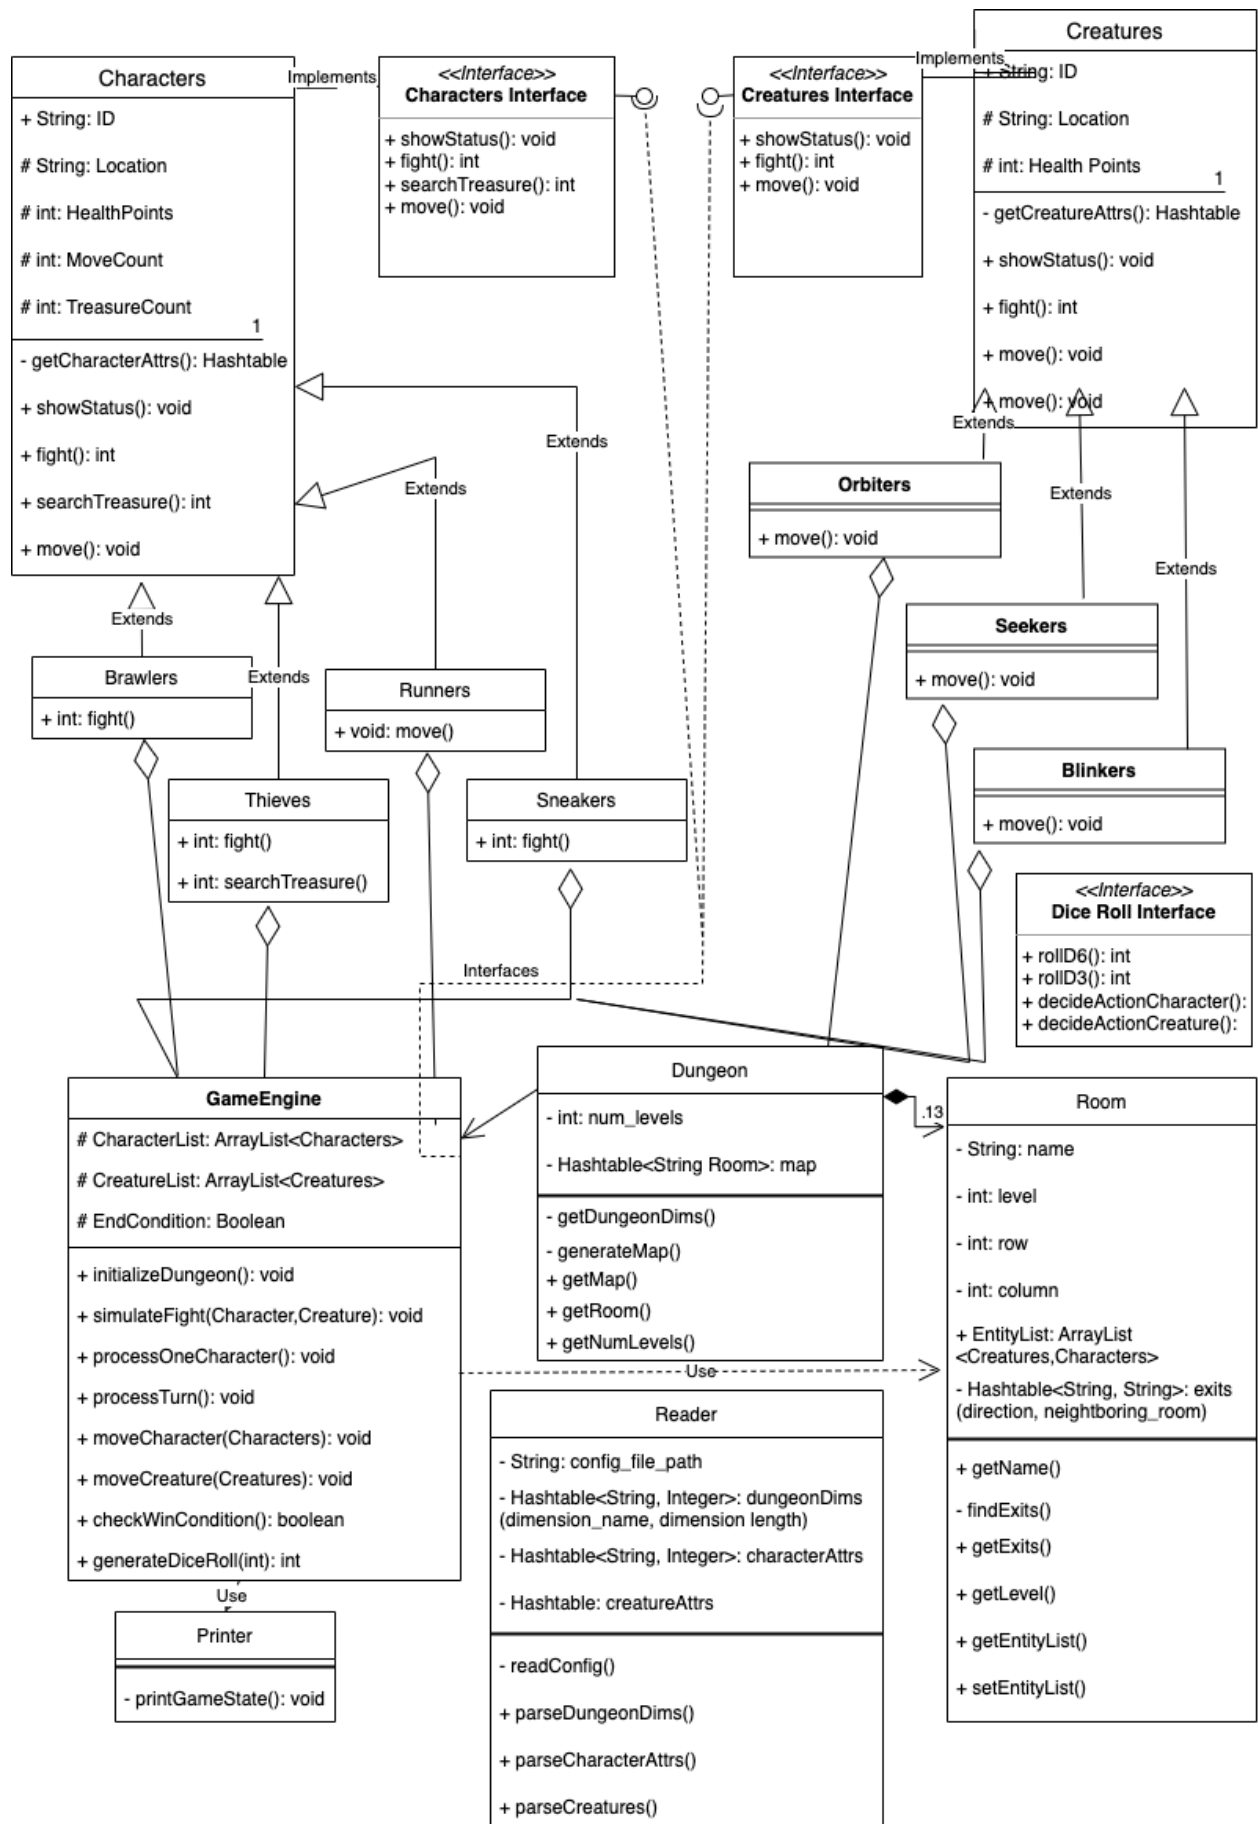 Characters
+ String: ID
# String: Location
# int: HealthPoints
# int: MoveCount
# int: TreasureCount
1
- getCharacterAttrs(): Hashtable
+ showStatus(): void
+ fight(): int
+ searchTreasure(): int
+ move(): void
Implements
<<Interface>>
Characters Interface
+ showStatus(): void
+ fight(): int
+ searchTreasure(): int
+ move(): void
<<Interface>>
Creatures Interface
+ showStatus(): void
+ fight(): int
+ move(): void
Implements
Creatures
+ String: ID
# String: Location
# int: Health Points
1
- getCreatureAttrs(): Hashtable
+ showStatus(): void
+ fight(): int
+ move(): void
+ move(): void
Extends
Extends
Extends
Extends
Extends
Extends
Extends
Orbiters
+ move(): void
Seekers
+ move(): void
Blinkers
+ move(): void
Brawlers
+ int: fight()
Runners
+ void: move()
Thieves
+ int: fight()
+ int: searchTreasure()
Sneakers
+ int: fight()
<<Interface>>
Dice Roll Interface
+ rollD6(): int
+ rollD3(): int
+ decideActionCharacter():
+ decideActionCreature():
Interfaces
GameEngine
# CharacterList: ArrayList<Characters>
# CreatureList: ArrayList<Creatures>
# EndCondition: Boolean
+ initializeDungeon(): void
+ simulateFight(Character,Creature): void
+ processOneCharacter(): void
+ processTurn(): void
+ moveCharacter(Characters): void
+ moveCreature(Creatures): void
+ checkWinCondition(): boolean
+ generateDiceRoll(int): int
Dungeon
- int: num_levels
- Hashtable<String Room>: map
- getDungeonDims()
- generateMap()
+ getMap()
+ getRoom()
+ getNumLevels()
.13
Use
Room
- String: name
- int: level
- int: row
- int: column
+ EntityList: ArrayList
<Creatures,Characters>
- Hashtable<String, String>: exits
(direction, neightboring_room)
+ getName()
- findExits()
+ getExits()
+ getLevel()
+ getEntityList()
+ setEntityList()
Use
Printer
- printGameState(): void
Reader
- String: config_file_path
- Hashtable<String, Integer>: dungeonDims
(dimension_name, dimension length)
- Hashtable<String, Integer>: characterAttrs
- Hashtable: creatureAttrs
- readConfig()
+ parseDungeonDims()
+ parseCharacterAttrs()
+ parseCreatures()